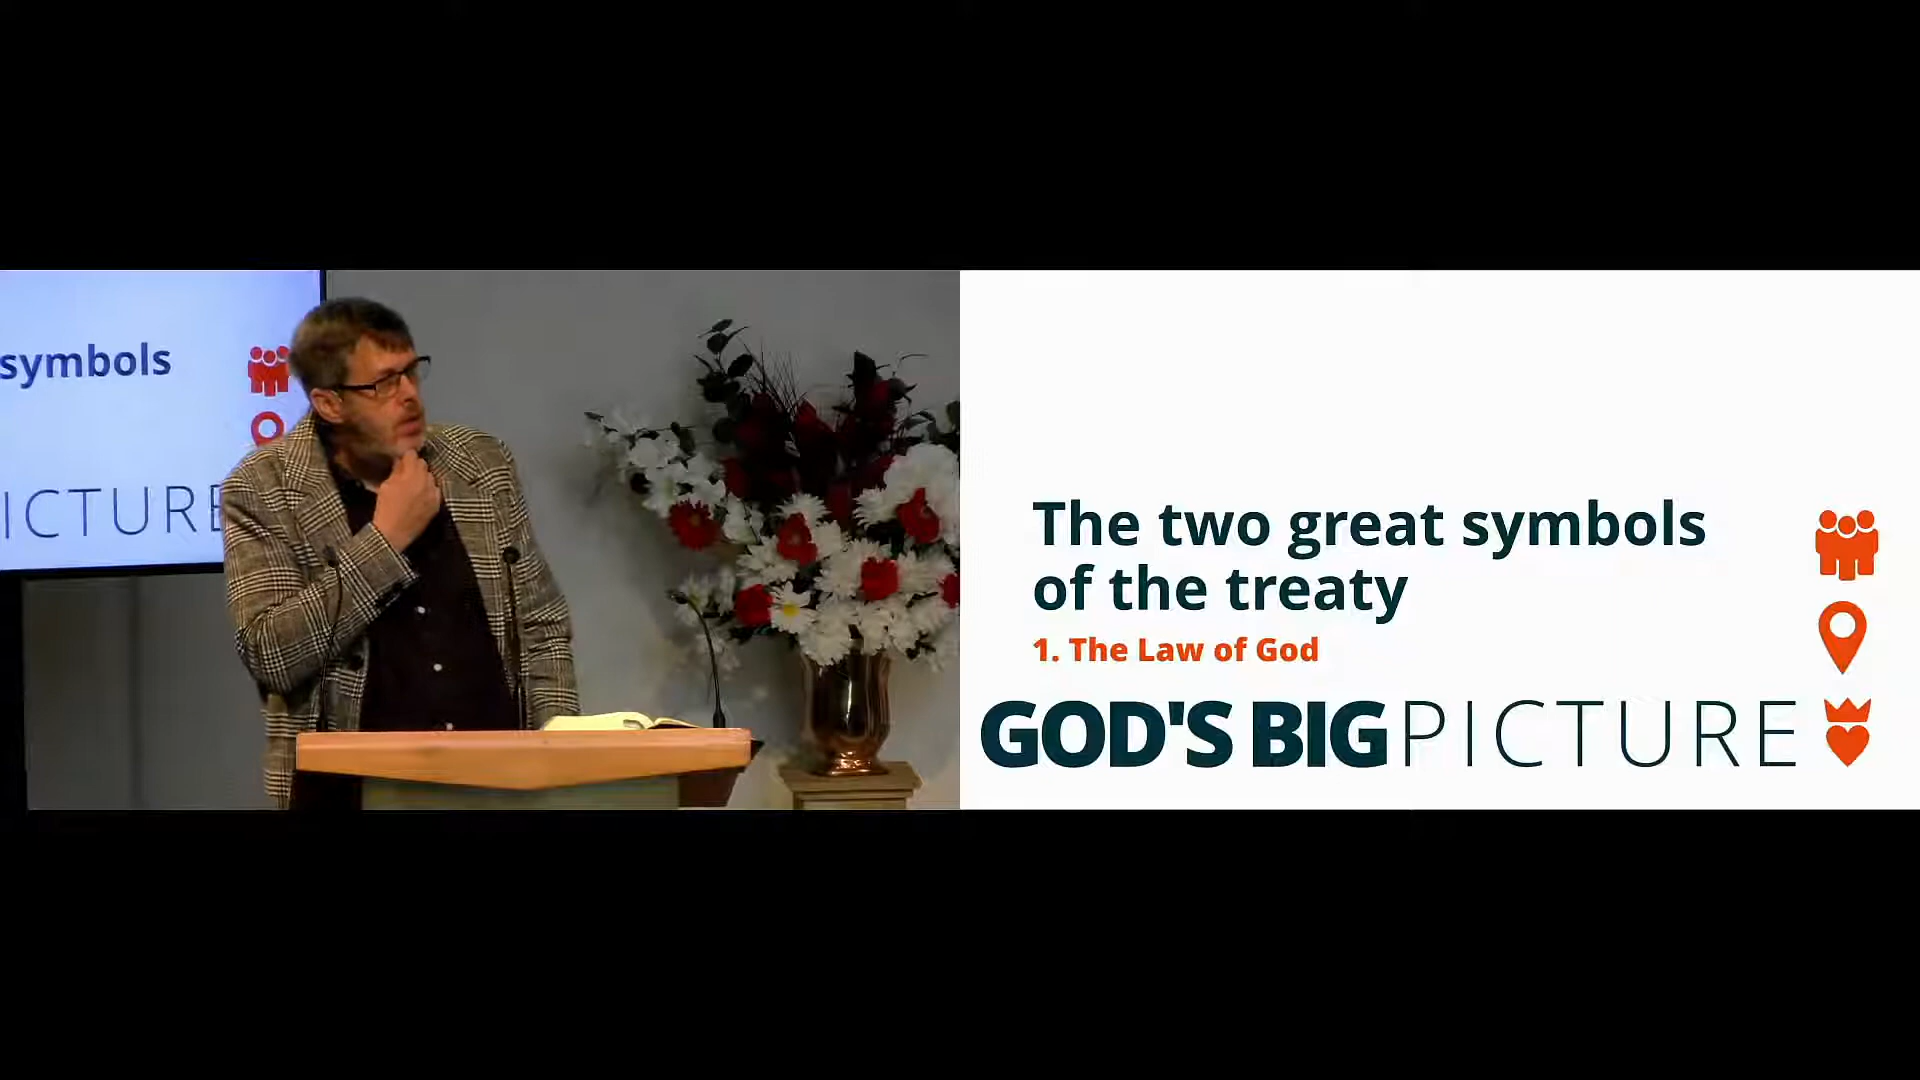 symbols
ICTURE
The two great symbols
of the treaty
1. The Law of God
GOD'S BIG PICTURE